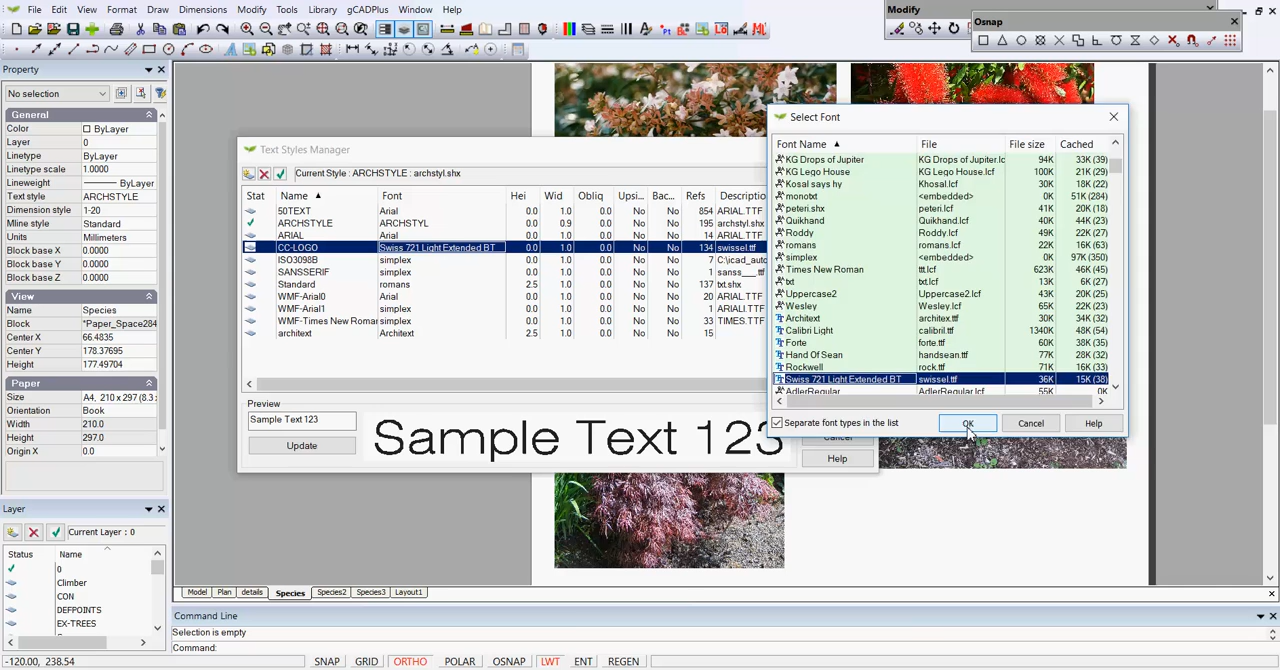 File Edit View Format Draw Dimensions Modify Tools Library gCADPlus Window Help
Modify
Osnap
Property
No selection
General
Color ByLayer
Layer 0
Linetype ByLayer
Linetype scale 1.0000
Lineweight ByLayer
Text style ARCHSTYLE
Dimension style 1-20
Mline style Standard
Units Millimeters
Block base X 0.0000
Block base Y 0.0000
Block base Z 0.0000
View
Name Species
Block *Paper_Space284
Center X 66.4835
Center Y 178.37695
Height 177.49704
Paper
Size A4, 210 x 297 (8.3 x
Orientation Book
Width 210.0
Height 297.0
Origin X 0.0
Layer
Current Layer : 0
Status Name
0
Climber
CON
DEFPOINTS
EX-TREES
Text Styles Manager
Current Style : ARCHSTYLE : archstyl.shx
Stat Name Font Hei Wid Obliq Upsi... Bac... Refs Descriptio
50TEXT Arial 0.0 1.0 0.0 No No 854 ARIAL.TTF
ARCHSTYLE ARCHSTYL 0.0 0.9 0.0 No No 195 archstyl.shx
ARIAL Arial 0.0 1.0 0.0 No No 14 ARIAL.TTF
CC-LOGO Swiss 721 Light Extended BT 0.0 1.0 0.0 No No 134 swissel.ttf
ISO3098B simplex 0.0 1.0 0.0 No No 7 C:\icad_auto
SANSSERIF simplex 0.0 1.0 0.0 No No 1 sanss___.ttf
Standard romans 2.5 1.0 0.0 No No 137 txt.shx
WMF-Arial0 Arial 0.0 1.0 0.0 No No 20 ARIAL.TTF
WMF-Arial1 simplex 0.0 1.0 0.0 No No 1 ARIALI.TTF
WMF-Times New Roman simplex 0.0 1.0 0.0 No No 33 TIMES.TTF
architext Architext 2.5 1.0 0.0 No No 15
Preview
Sample Text 123
Update
Sample Text 123
Cancel
Help
Select Font
Font Name File File size Cached
KG Drops of Jupiter KG Drops of Jupiter.lc 94K 33K (39)
KG Lego House KG Lego House.lcf 100K 21K (29)
Kosal says hy Khosal.lcf 30K 18K (22)
monotxt <embedded> 0K 51K (284)
peteri.shx peteri.lcf 41K 20K (18)
Quikhand Quikhand.lcf 40K 44K (23)
Roddy Roddy.lcf 49K 22K (27)
romans romans.lcf 22K 16K (63)
simplex <embedded> 0K 97K (350)
Times New Roman ttt.lcf 623K 46K (45)
txt txt.lcf 13K 6K (27)
Uppercase2 Uppercase2.lcf 43K 20K (25)
Wesley Wesley.lcf 65K 22K (23)
Architext architex.ttf 30K 34K (32)
Calibri Light calibril.ttf 1340K 48K (54)
Forte forte.ttf 60K 38K (35)
Hand Of Sean handsean.ttf 77K 28K (32)
Rockwell rock.ttf 71K 16K (33)
Swiss 721 Light Extended BT swissel.ttf 36K 15K (38)
AdlerRegular AdlerRegular.lcf 55K 0K
Separate font types in the list
OK Cancel Help
Model Plan details Species Species2 Species3 Layout1
Command Line
Selection is empty
Command:
-120.00, 238.54 SNAP GRID ORTHO POLAR OSNAP LWT ENT REGEN